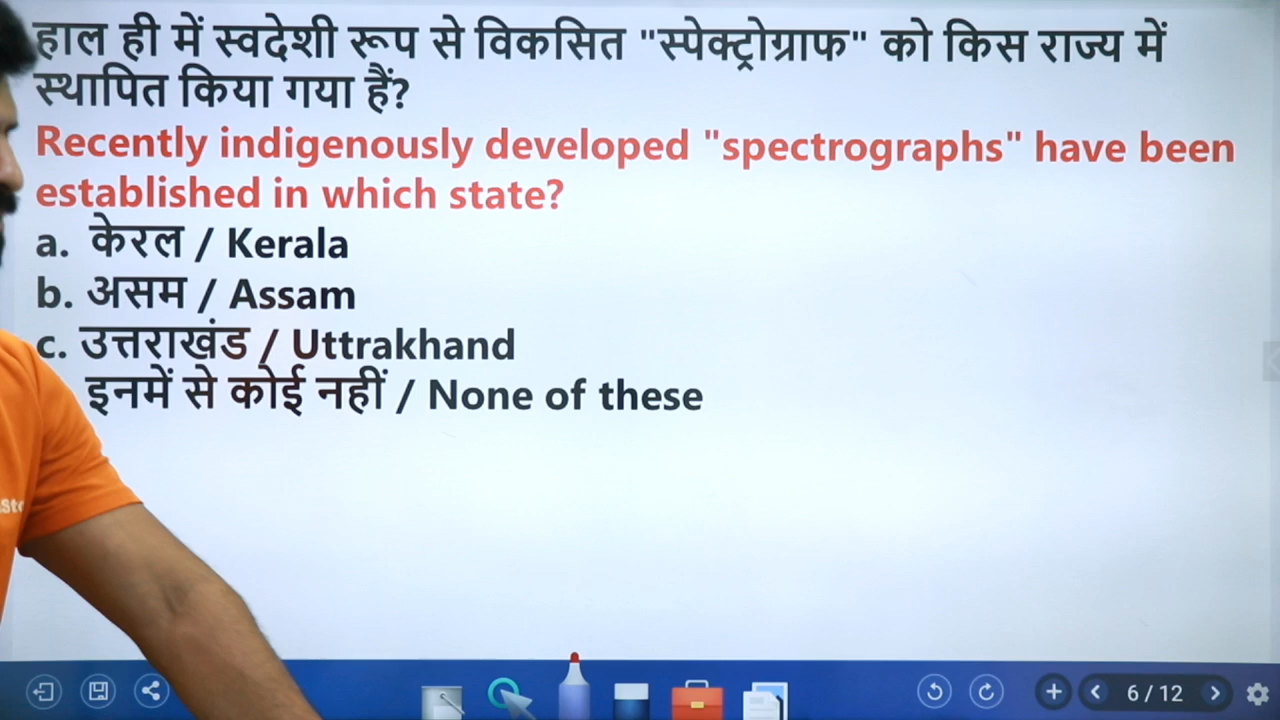 हाल ही में स्वदेशी रूप से विकसित "स्पेक्ट्रोग्राफ" को किस राज्य में
स्थापित किया गया हैं?
Recently indigenously developed "spectrographs" have been
established in which state?
a. केरल / Kerala
b. असम / Assam
c. उत्तराखंड / Uttrakhand
इनमें से कोई नहीं / None of these
6 / 12